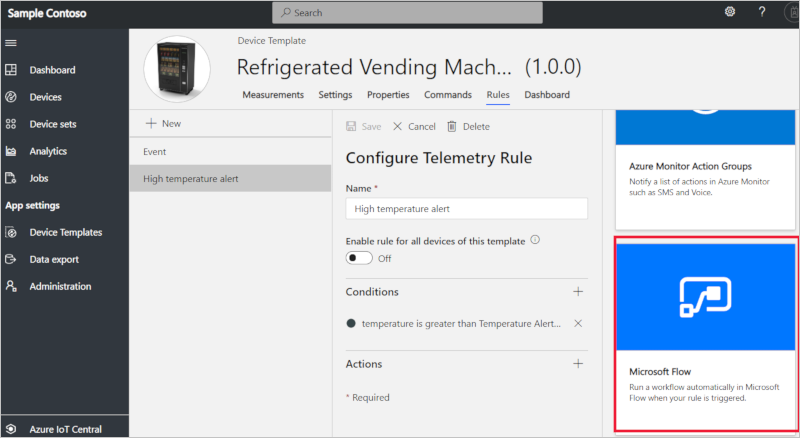 Sample Contoso
Search
?
Dashboard
Devices
Device sets
Analytics
Jobs
App settings
Device Templates
Data export
Administration
Azure IoT Central
Device Template
Refrigerated Vending Mach... (1.0.0)
Measurements Settings Properties Commands Rules Dashboard
+ New
Event
High temperature alert
Save Cancel Delete
Configure Telemetry Rule
Name *
High temperature alert
Enable rule for all devices of this template
Off
Conditions
temperature is greater than Temperature Alert...
Actions
* Required
Azure Monitor Action Groups
Notify a list of actions in Azure Monitor
such as SMS and Voice.
Microsoft Flow
Run a workflow automatically in Microsoft
Flow when your rule is triggered.